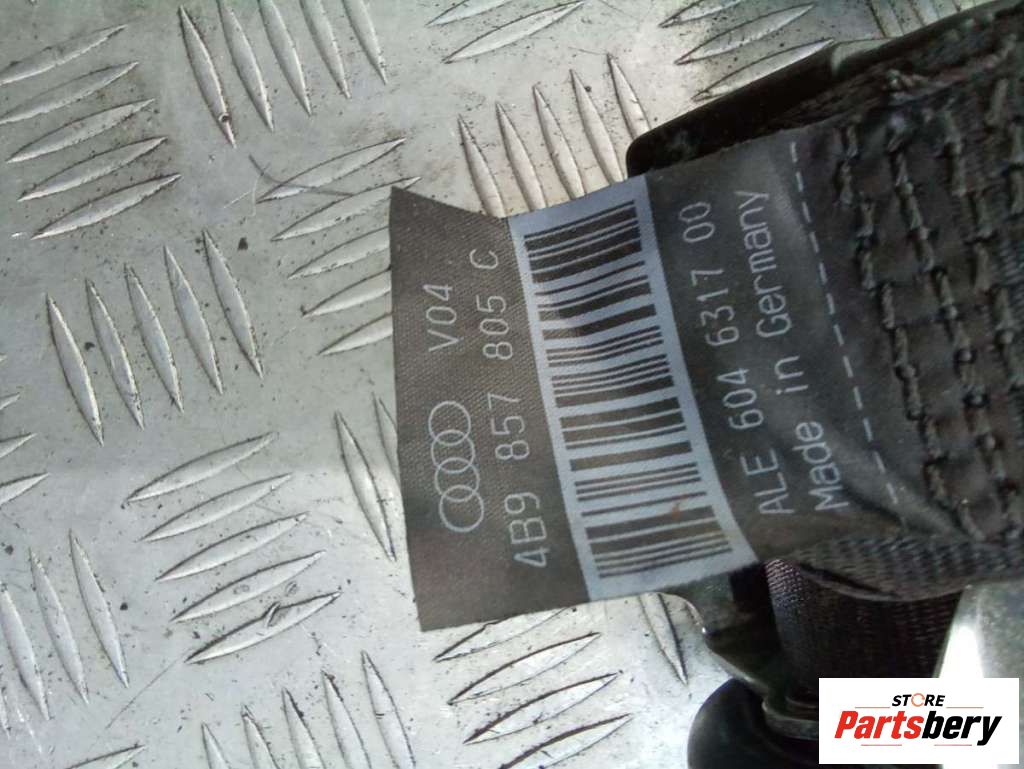 V04
4B9 857 805 C
ALE 604 6317 00
Made in Germany
STORE
Partsbery